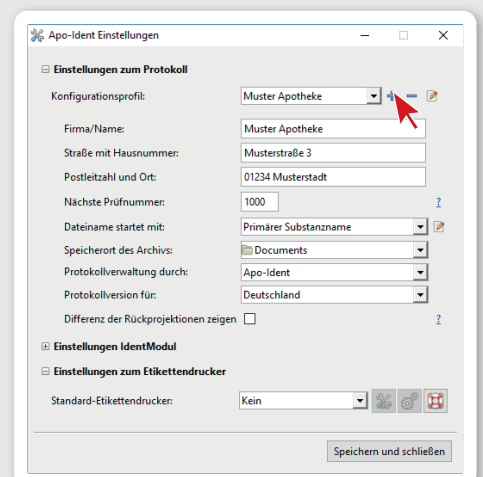 Apo-Ident Einstellungen
Einstellungen zum Protokoll
Konfigurationsprofil: Muster Apotheke
Firma/Name: Muster Apotheke
Straße mit Hausnummer: Musterstraße 3
Postleitzahl und Ort: 01234 Musterstadt
Nächste Prüfnummer: 1000 ?
Dateiname startet mit: Primärer Substanzname
Speicherort des Archivs: Documents
Protokollverwaltung durch: Apo-Ident
Protokollversion für: Deutschland
Differenz der Rückprojektionen zeigen ?
Einstellungen IdentModul
Einstellungen zum Etikettendrucker
Standard-Etikettendrucker: Kein
Speichern und schließen